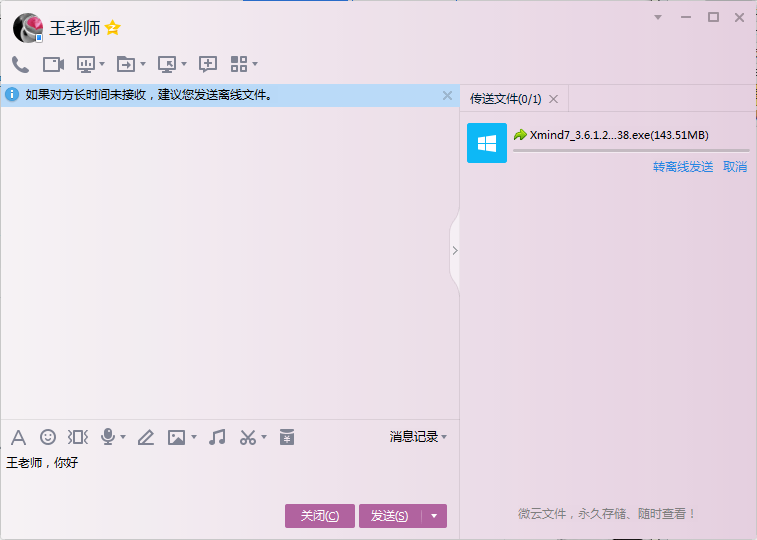 王老师
如果对方长时间未接收，建议您发送离线文件。
传送文件(0/1)
Xmind7_3.6.1.2...38.exe(143.51MB)
转离线发送 取消
消息记录
王老师，你好
关闭(C) 发送(S)
微云文件，永久存储、随时查看！